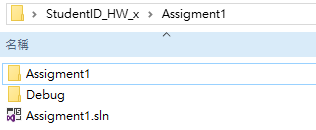 StudentID_HW_x > Assigment1
名稱
Assigment1
Debug
Assigment1.sln